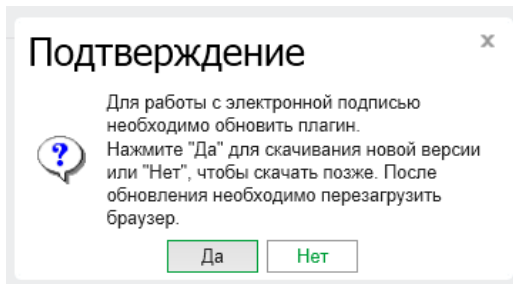 Подтверждение
x
Для работы с электронной подписью
необходимо обновить плагин.
Нажмите "Да" для скачивания новой версии
или "Нет", чтобы скачать позже. После
обновления необходимо перезагрузить
браузер.
Да Нет